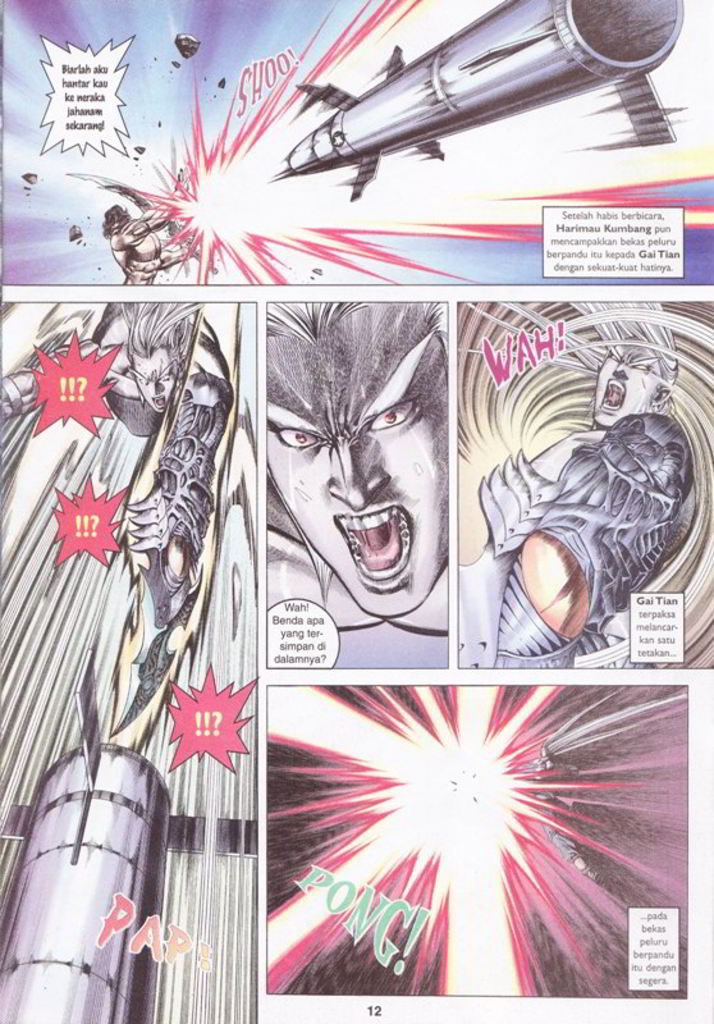 Biarlah aku
hantar kau
ke neraka
jahanam
sekarang!
SHOO!
Setelah habis berbicara,
Harimau Kumbang pun
mencampakkan bekas peluru
berpandu itu kepada Gai Tian
dengan sekuat-kuat hatinya.
!!?
!!?
!!?
PAP!
Wah!
Benda apa
yang ter-
simpan di
dalamnya?
WAH!
Gai Tian
terpaksa
melancar-
kan satu
tetakan...
PONG!
...pada
bekas
peluru
berpandu
itu dengan
segera.
12